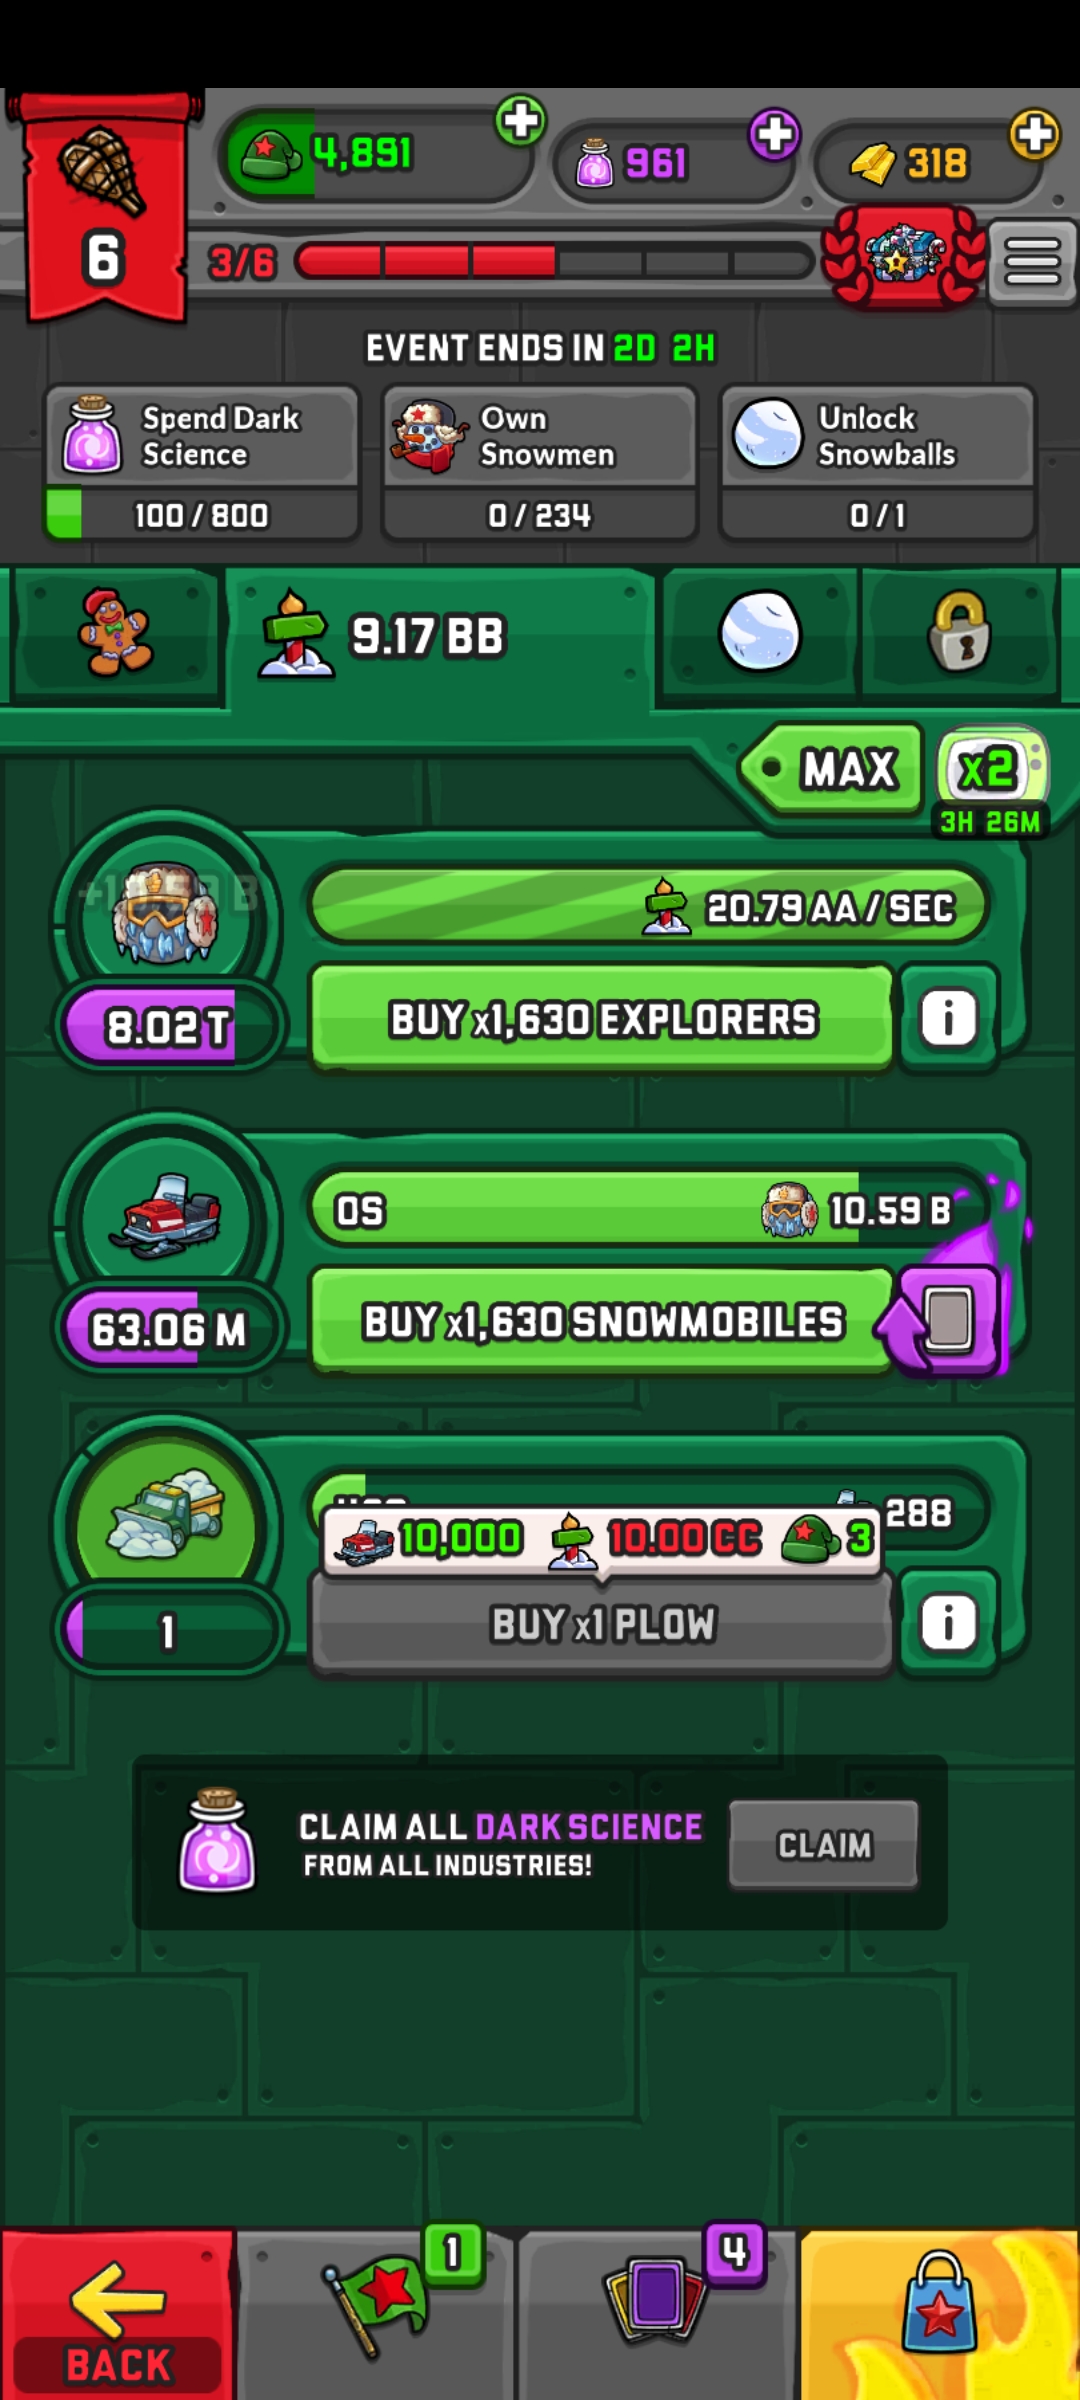 4,891
961
318
6
3/6
EVENT ENDS IN 2D 2H
Spend Dark
Science
100/800
Own
Snowmen
0/234
Unlock
Snowballs
0/1
9.17 BB
MAX
x2
3H 26M
20.79 AA/SEC
8.02 T
BUY x1,630 EXPLORERS
i
0S
10.59 B
63.06 M
BUY x1,630 SNOWMOBILES
288
10,000
10.00 CC
3
1
BUY x1 PLOW
i
CLAIM ALL DARK SCIENCE
FROM ALL INDUSTRIES!
CLAIM
1
4
BACK